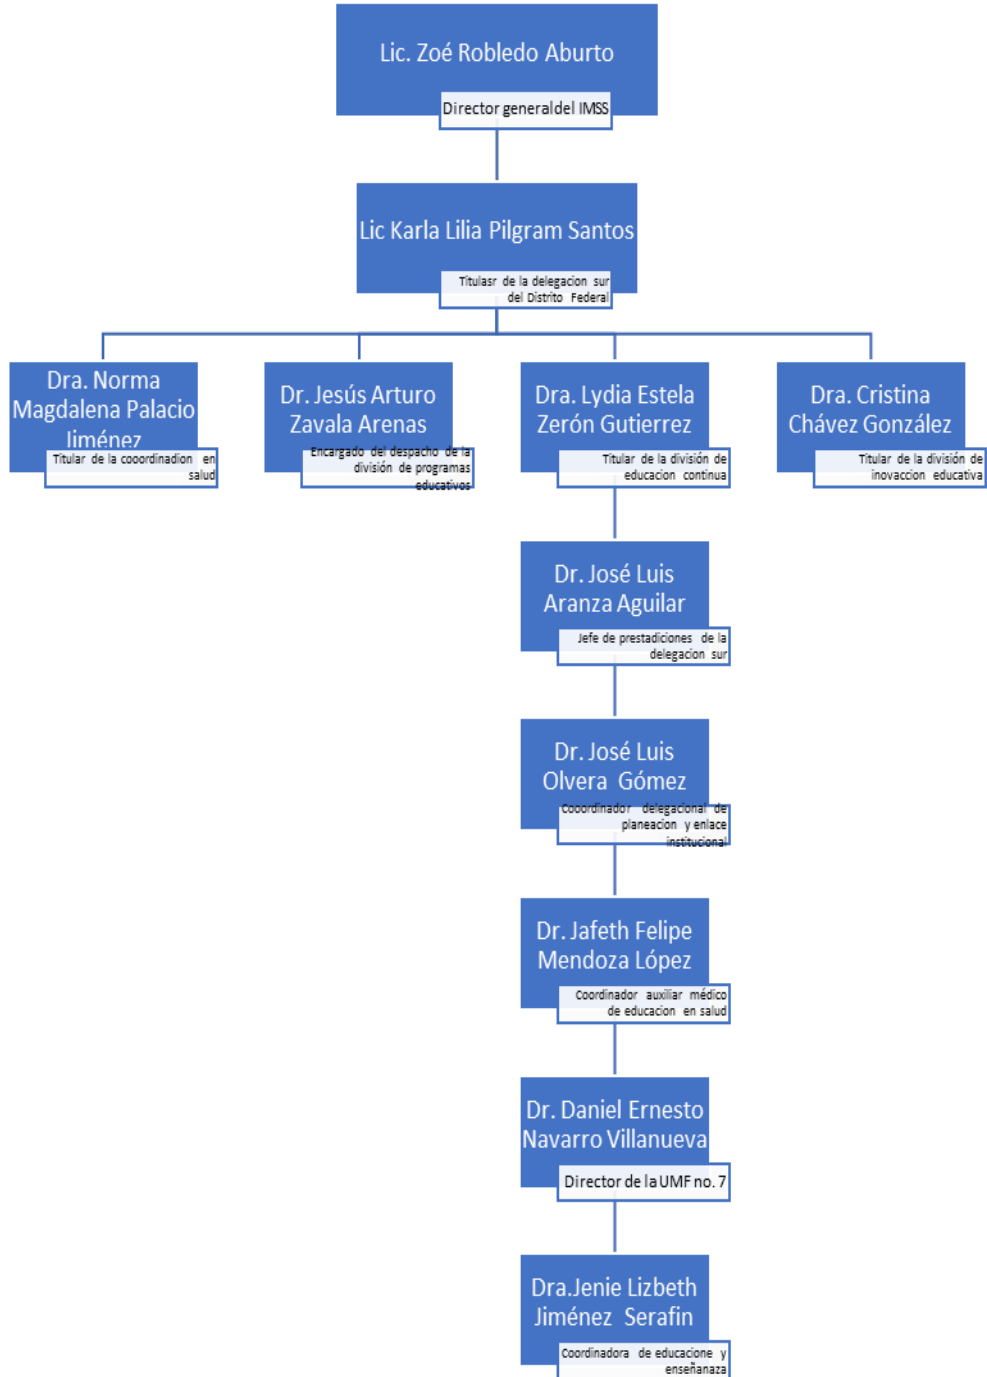 Lic. Zoé Robledo Aburto
Director generaldel IMSS
Lic Karla Lilia Pilgram Santos
Titulasr de la delegacion sur
del Distrito Federal
Dra. Norma
Magdalena Palacio
Jiménez
Titular de la cooordinadion en
salud
Dr. Jesús Arturo
Zavala Arenas
Encargado del despacho de la
división de programas
educativos
Dra. Lydia Estela
Zerón Gutierrez
Titular de la división de
educacion continua
Dra. Cristina
Chávez González
Titular de la división de
inovaccion educativa
Dr. José Luis
Aranza Aguilar
Jefe de prestadiciones de la
delegacion sur
Dr. José Luis
Olvera Gómez
Cooordinador delegacional de
planeacion y enlace
institucional
Dr. Jafeth Felipe
Mendoza López
Coordinador auxiliar médico
de educacion en salud
Dr. Daniel Ernesto
Navarro Villanueva
Director de la UMF no. 7
Dra.Jenie Lizbeth
Jiménez Serafin
Coordinadora de educacione y
enseñanaza